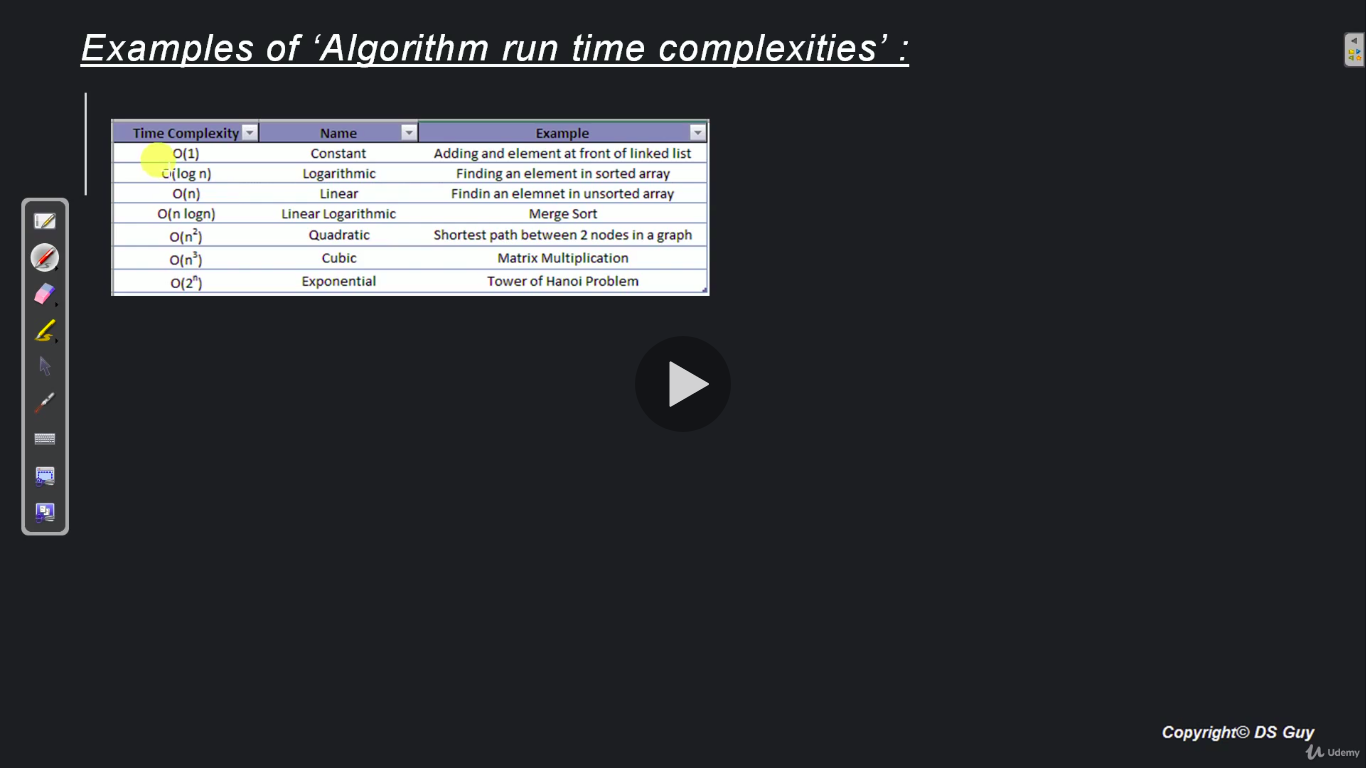 Examples of ‘Algorithm run time complexities’ :
Time Complexity Name Example
O(1) Constant Adding and element at front of linked list
O(log n) Logarithmic Finding an element in sorted array
O(n) Linear Findin an elemnet in unsorted array
O(n logn) Linear Logarithmic Merge Sort
O(n²) Quadratic Shortest path between 2 nodes in a graph
O(n³) Cubic Matrix Multiplication
O(2ⁿ) Exponential Tower of Hanoi Problem
Copyright© DS Guy
Udemy